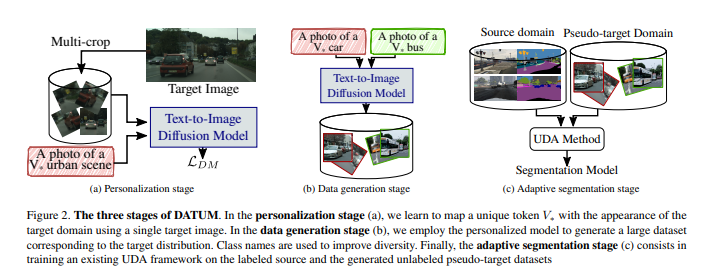 Multi-crop
Target Image
Text-to-Image
Diffusion Model
A photo of a
V* urban scene
ℒDM
(a) Personalization stage
A photo of a
V* car
A photo of a
V* bus
Text-to-Image
Diffusion Model
(b) Data generation stage
Source domain
Pseudo-target Domain
UDA Method
Segmentation Model
(c) Adaptive segmentation stage
Figure 2. The three stages of DATUM. In the personalization stage (a), we learn to map a unique token V* with the appearance of the
target domain using a single target image. In the data generation stage (b), we employ the personalized model to generate a large dataset
corresponding to the target distribution. Class names are used to improve diversity. Finally, the adaptive segmentation stage (c) consists in
training an existing UDA framework on the labeled source and the generated unlabeled pseudo-target datasets